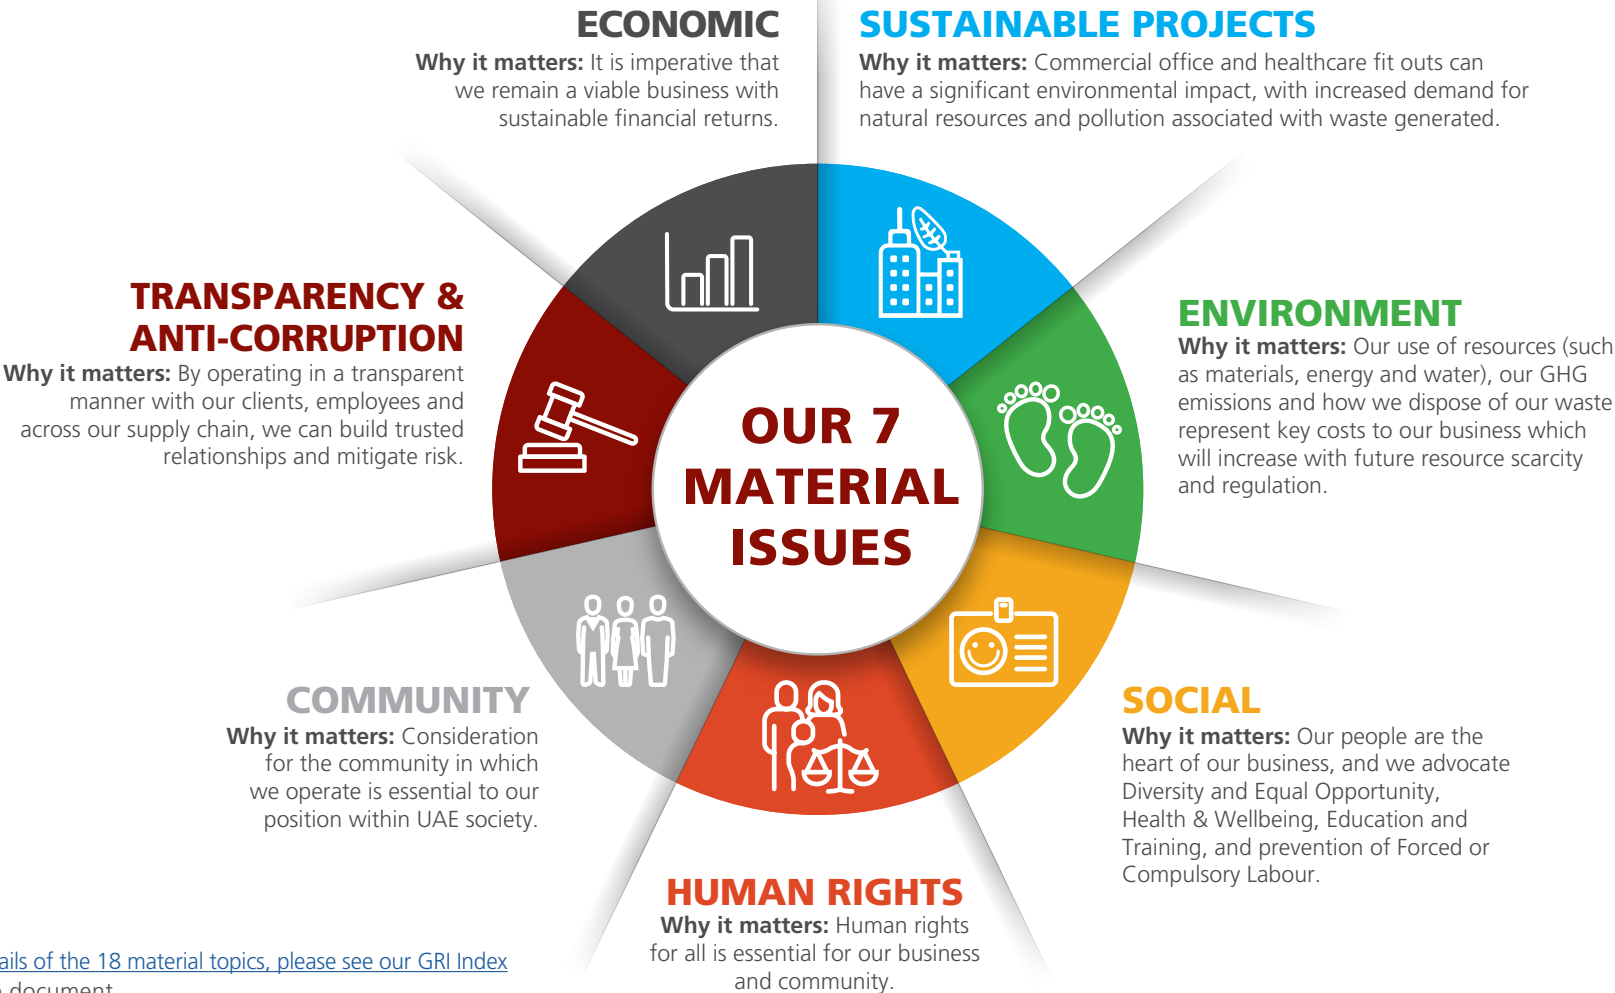 ECONOMIC
Why it matters: It is imperative that
we remain a viable business with
sustainable financial returns.
SUSTAINABLE PROJECTS
Why it matters: Commercial office and healthcare fit outs can
have a significant environmental impact, with increased demand for
natural resources and pollution associated with waste generated.
TRANSPARENCY &
ANTI-CORRUPTION
Why it matters: By operating in a transparent
manner with our clients, employees and
across our supply chain, we can build trusted
relationships and mitigate risk.
ENVIRONMENT
Why it matters: Our use of resources (such
as materials, energy and water), our GHG
emissions and how we dispose of our waste
represent key costs to our business which
will increase with future resource scarcity
and regulation.
OUR 7
MATERIAL
ISSUES
COMMUNITY
Why it matters: Consideration
for the community in which
we operate is essential to our
position within UAE society.
SOCIAL
Why it matters: Our people are the
heart of our business, and we advocate
Diversity and Equal Opportunity,
Health & Wellbeing, Education and
Training, and prevention of Forced or
Compulsory Labour.
HUMAN RIGHTS
Why it matters: Human rights
for all is essential for our business
and community.
of the 18 material topics, please see our GRI Index
document.